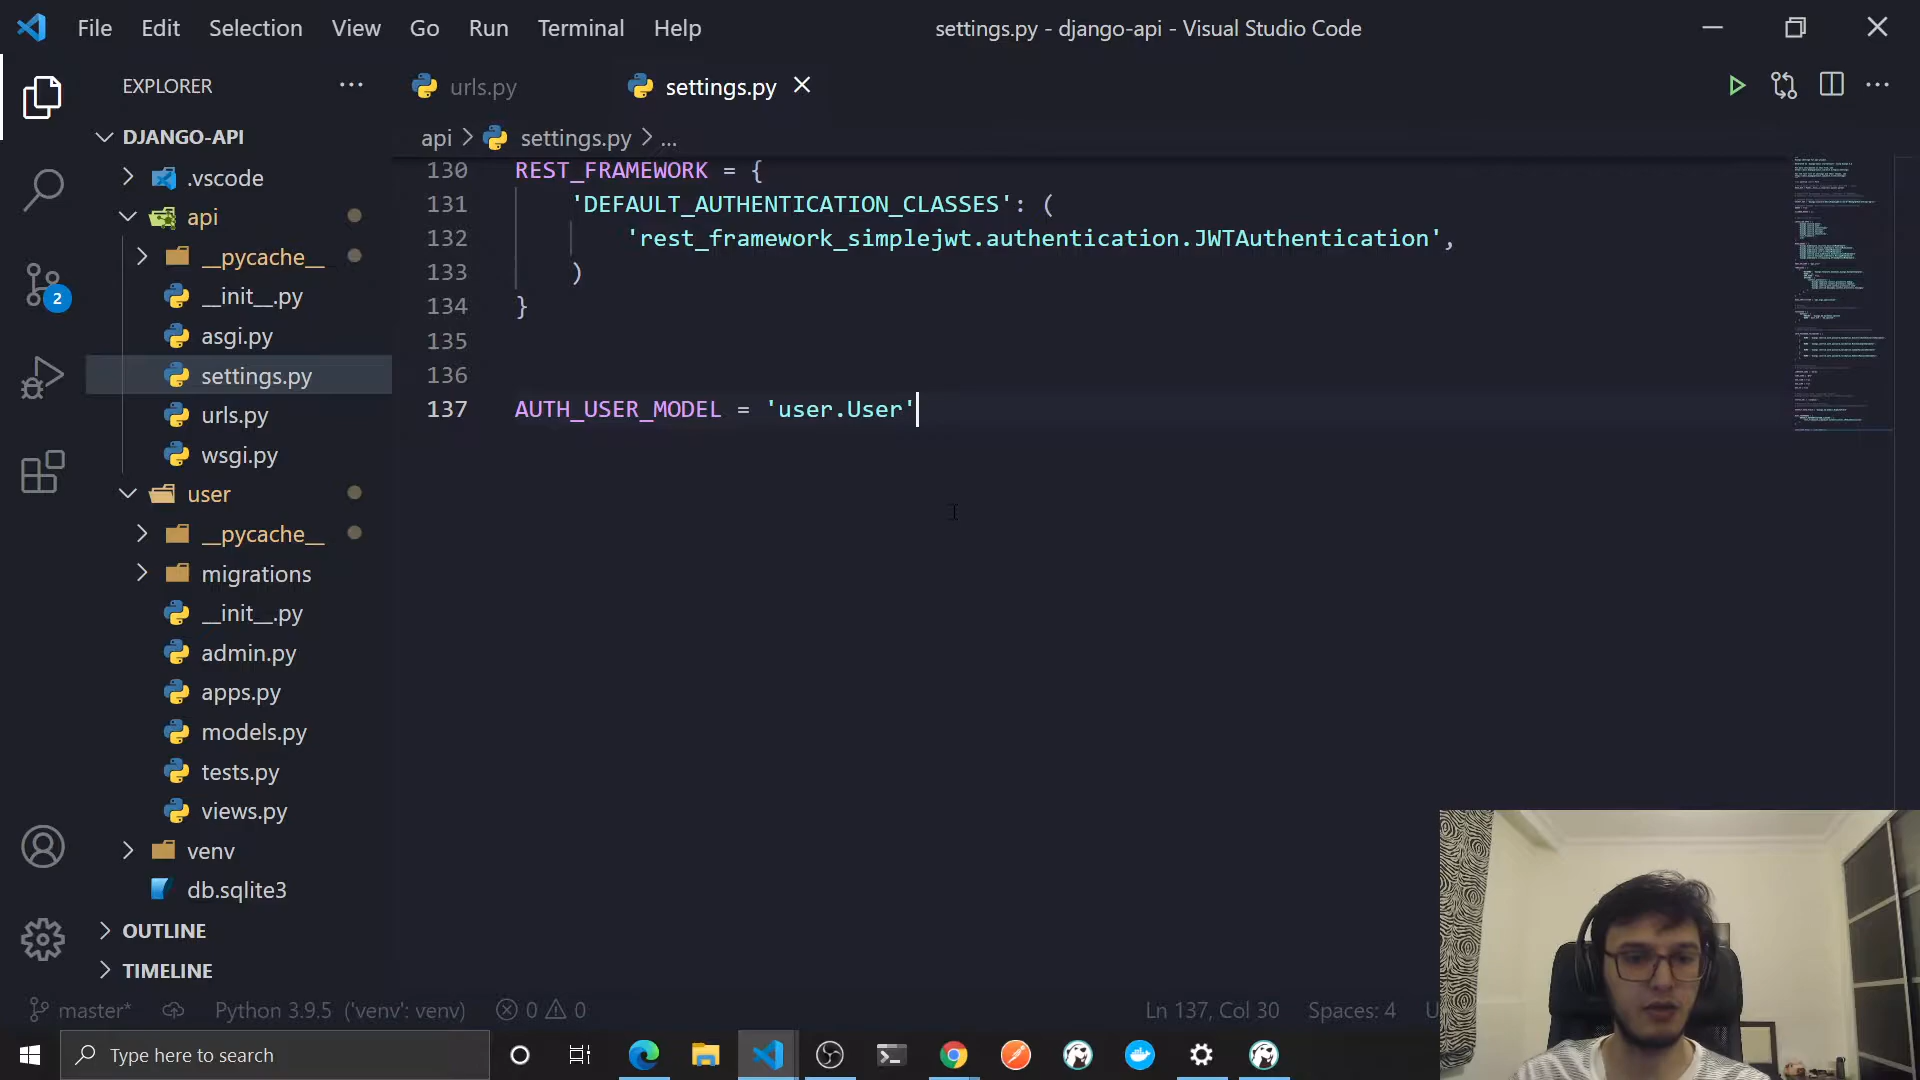 File Edit Selection View Go Run Terminal Help
settings.py - django-api - Visual Studio Code
EXPLORER
DJANGO-API
.vscode
api
__pycache__
__init__.py
asgi.py
settings.py
urls.py
wsgi.py
user
__pycache__
migrations
__init__.py
admin.py
apps.py
models.py
tests.py
views.py
venv
db.sqlite3
OUTLINE
TIMELINE
urls.py
settings.py
api > settings.py > ...
130 REST_FRAMEWORK = {
131 'DEFAULT_AUTHENTICATION_CLASSES': (
132 'rest_framework_simplejwt.authentication.JWTAuthentication',
133 )
134 }
135
136
137 AUTH_USER_MODEL = 'user.User'
2
master* Python 3.9.5 ('venv': venv) 0 0 Ln 137, Col 30 Spaces: 4
Type here to search